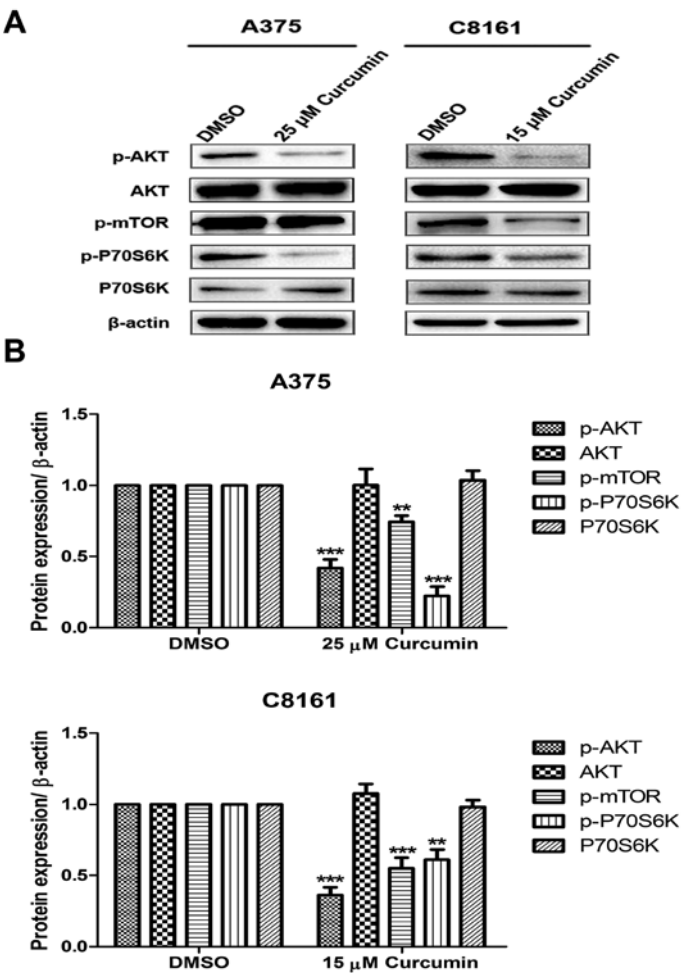 A
A375
C8161
DMSO
25 µM Curcumin
DMSO
15 µM Curcumin
p-AKT
AKT
p-mTOR
p-P70S6K
P70S6K
β-actin
B
A375
Protein expression/ β-actin
1.5
1.0
0.5
0.0
***
**
***
DMSO
25 µM Curcumin
p-AKT
AKT
p-mTOR
p-P70S6K
P70S6K
C8161
Protein expression/ β-actin
1.5
1.0
0.5
0.0
***
***
**
DMSO
15 µM Curcumin
p-AKT
AKT
p-mTOR
p-P70S6K
P70S6K